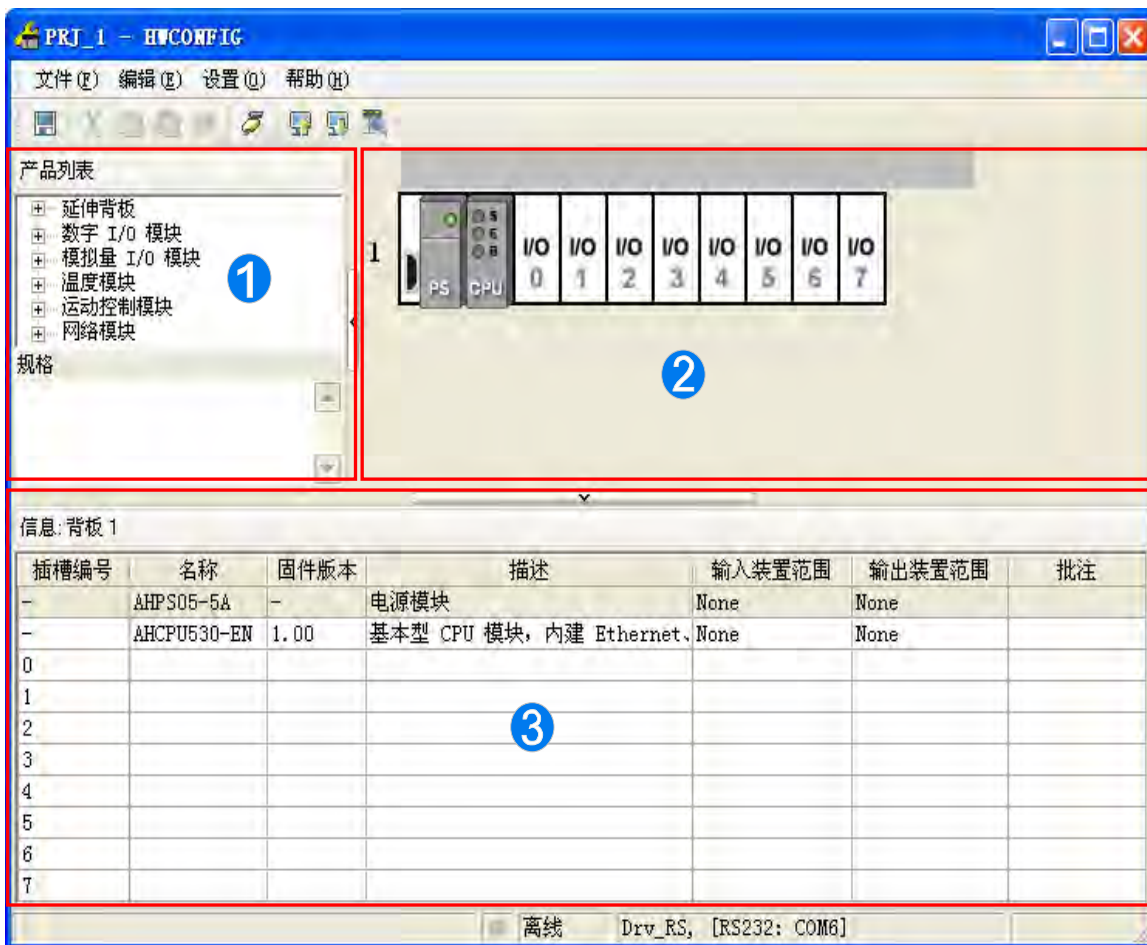 PRJ_1 - HWCONFIG
文件(F) 编辑(E) 设置(O) 帮助(H)
产品列表
延伸背板
数字 I/O 模块
模拟量 I/O 模块
温度模块
运动控制模块
网络模块
规格
1
1
PS CPU I/O 0 I/O 1 I/O 2 I/O 3 I/O 4 I/O 5 I/O 6 I/O 7
2
信息:背板 1
插槽编号 名称 固件版本 描述 输入装置范围 输出装置范围 批注
- AHPS05-5A - 电源模块 None None
- AHCPU530-EN 1.00 基本型 CPU 模块，内建 Ethernet、 None None
0
1
2
3
4
5
6
7
3
离线 Drv_RS, [RS232: COM6]